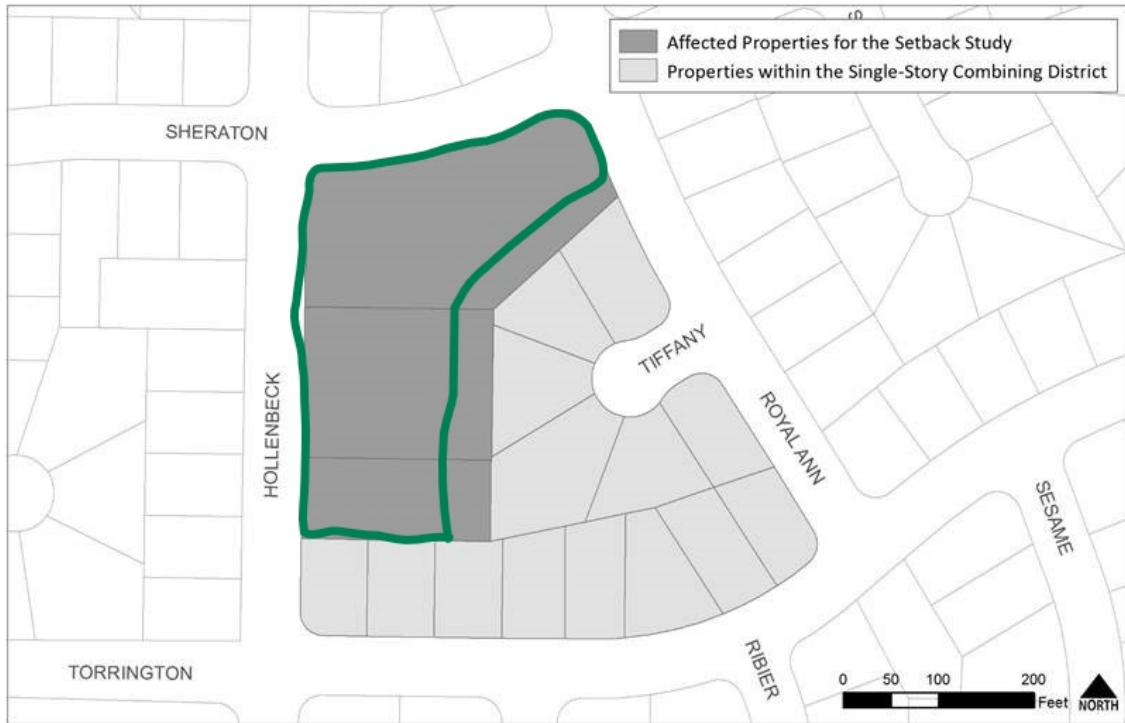 Affected Properties for the Setback Study
Properties within the Single-Story Combining District
SHERATON
HOLLENBECK
TIFFANY
ROYAL ANN
SESAME
TORRINGTON
RIBIER
0 50 100 200
Feet
NORTH